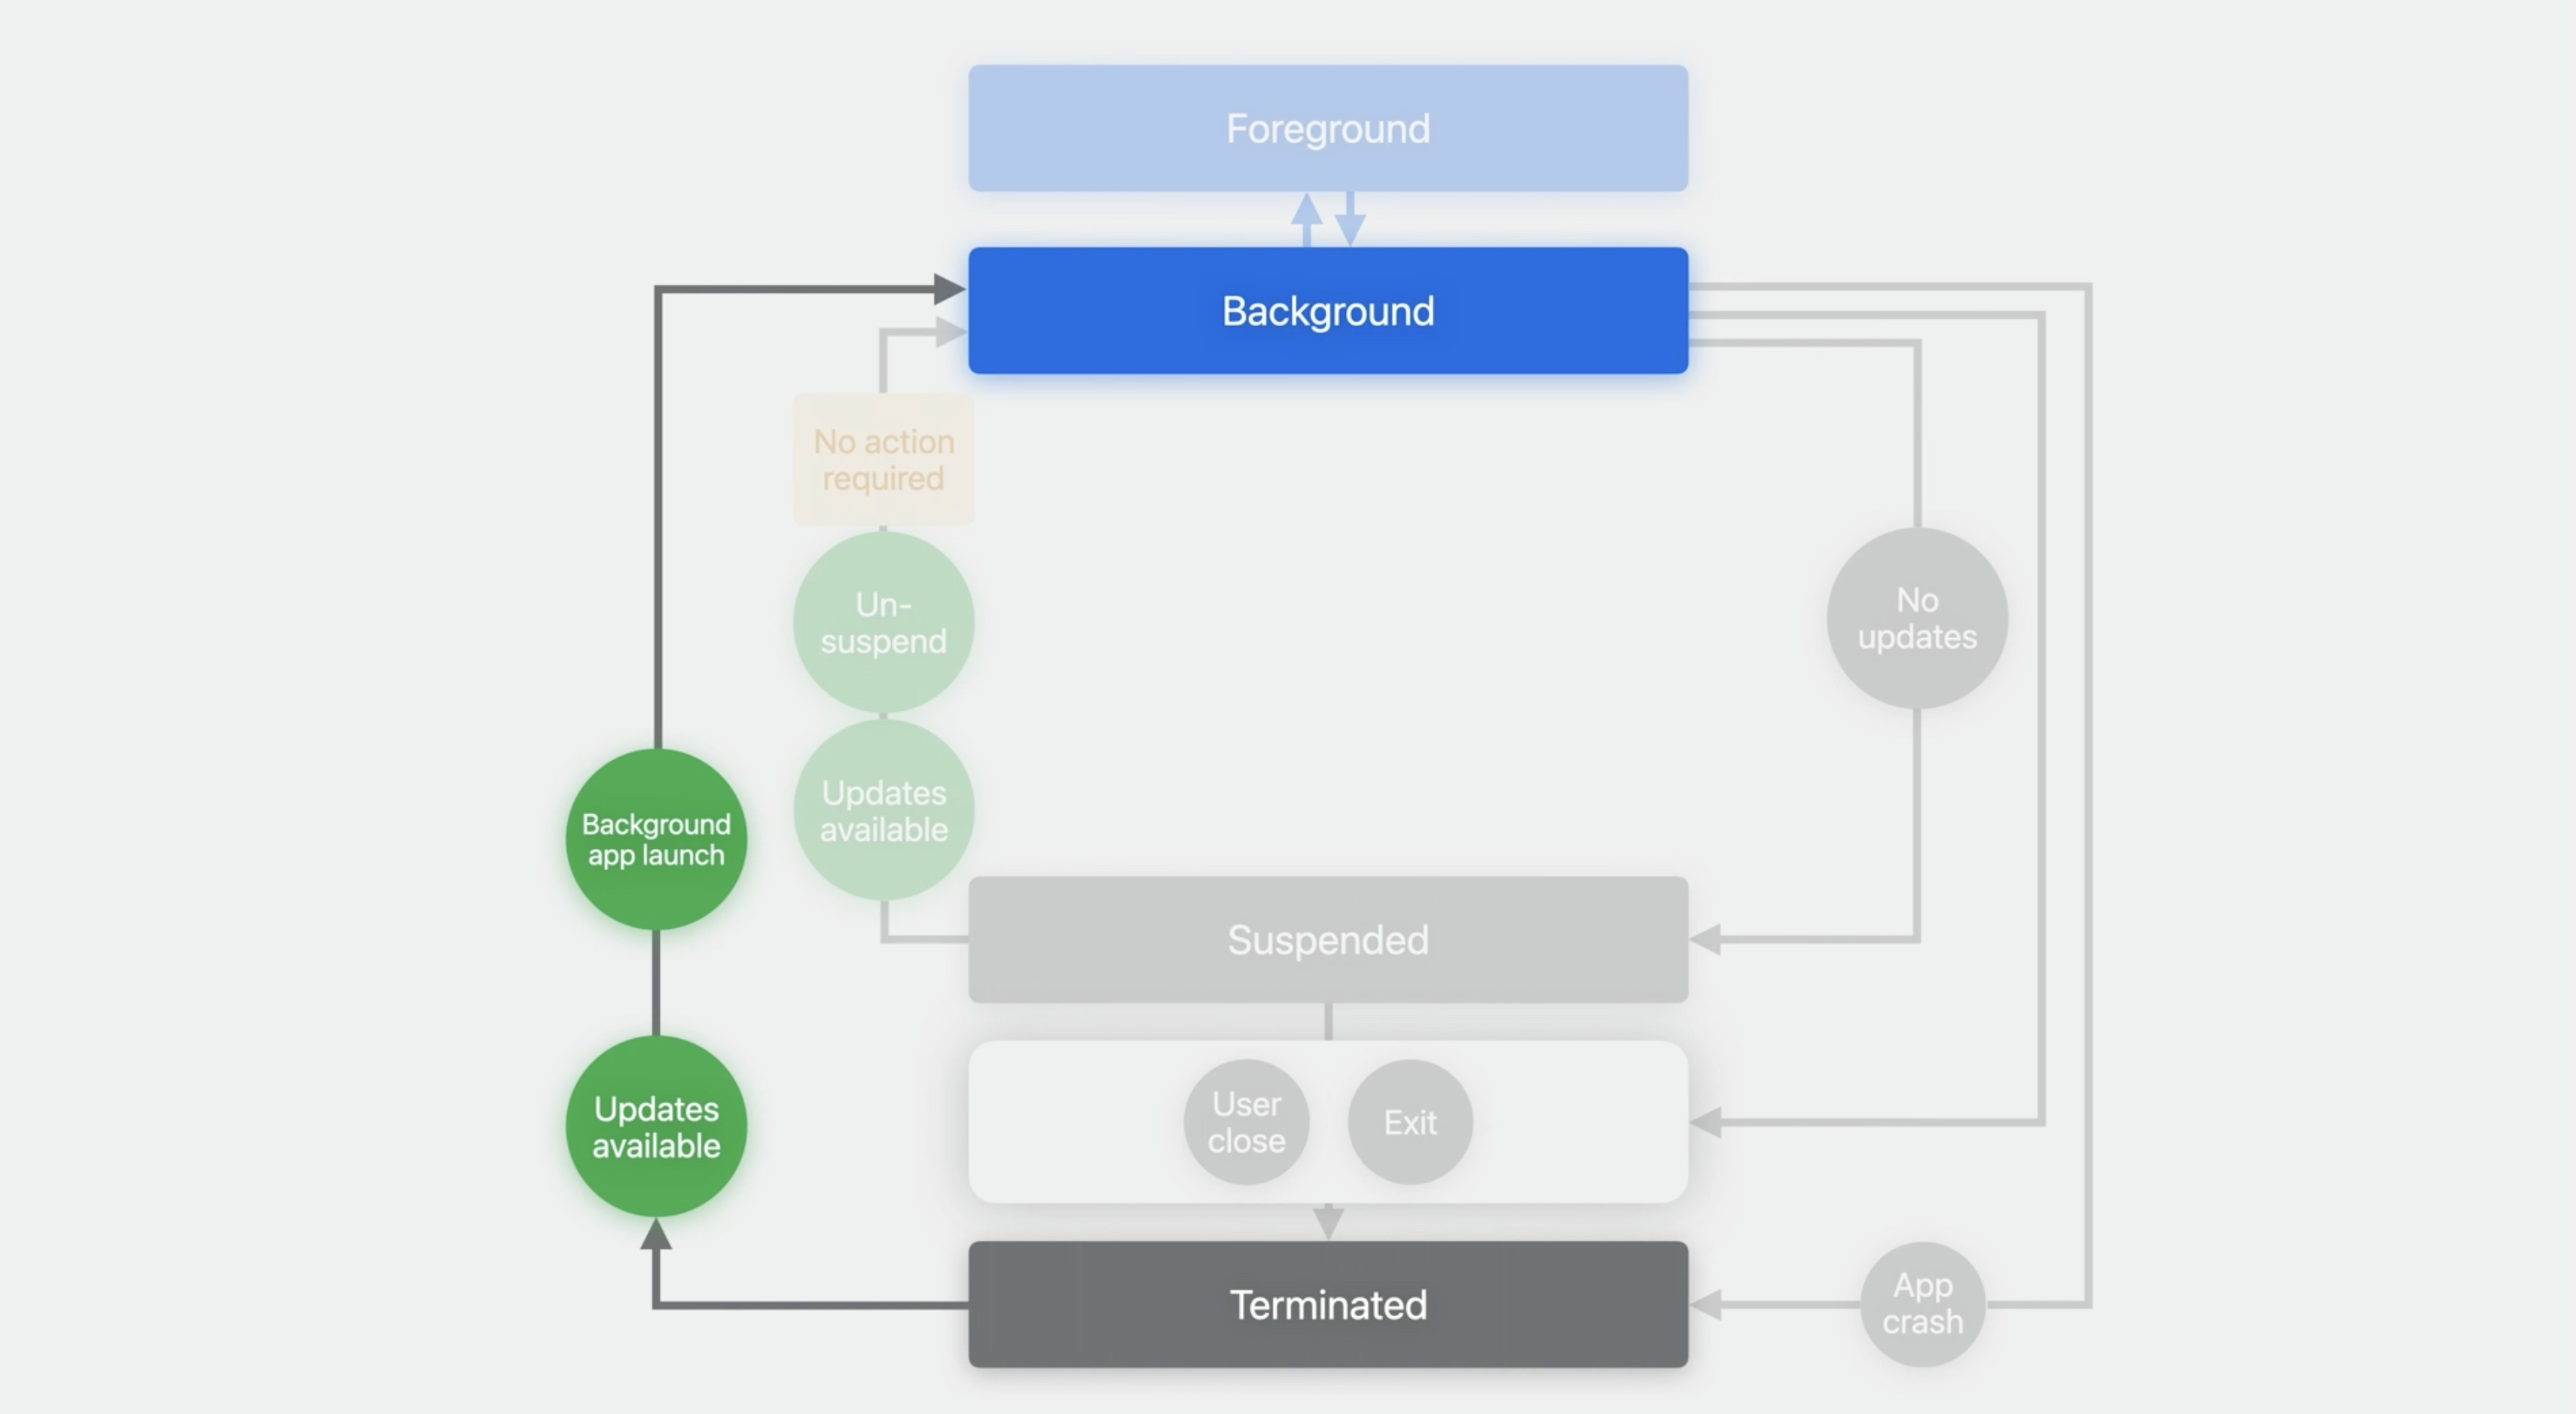 Foreground
Background
No action
required
Un-
suspend
No
updates
Updates
available
Background
app launch
Suspended
User
close
Exit
Updates
available
Terminated
App
crash